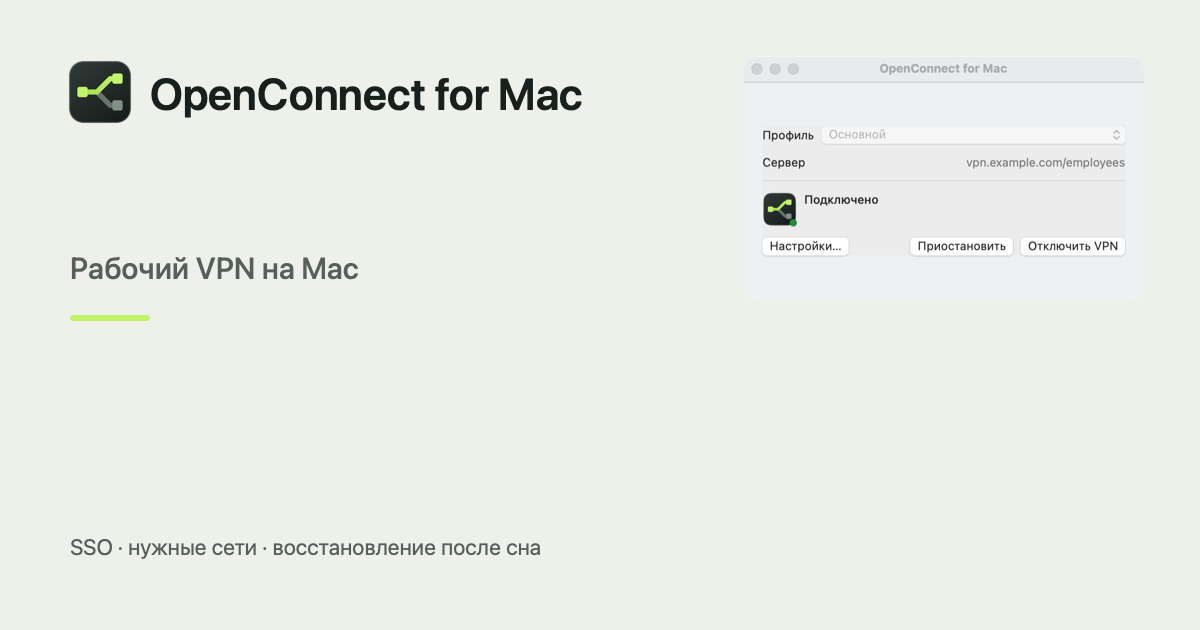 OpenConnect for Mac
Рабочий VPN на Mac
SSO · нужные сети · восстановление после сна
OpenConnect for Mac
Профиль Основной
Сервер vpn.example.com/employees
Подключено
Настройки... Приостановить Отключить VPN